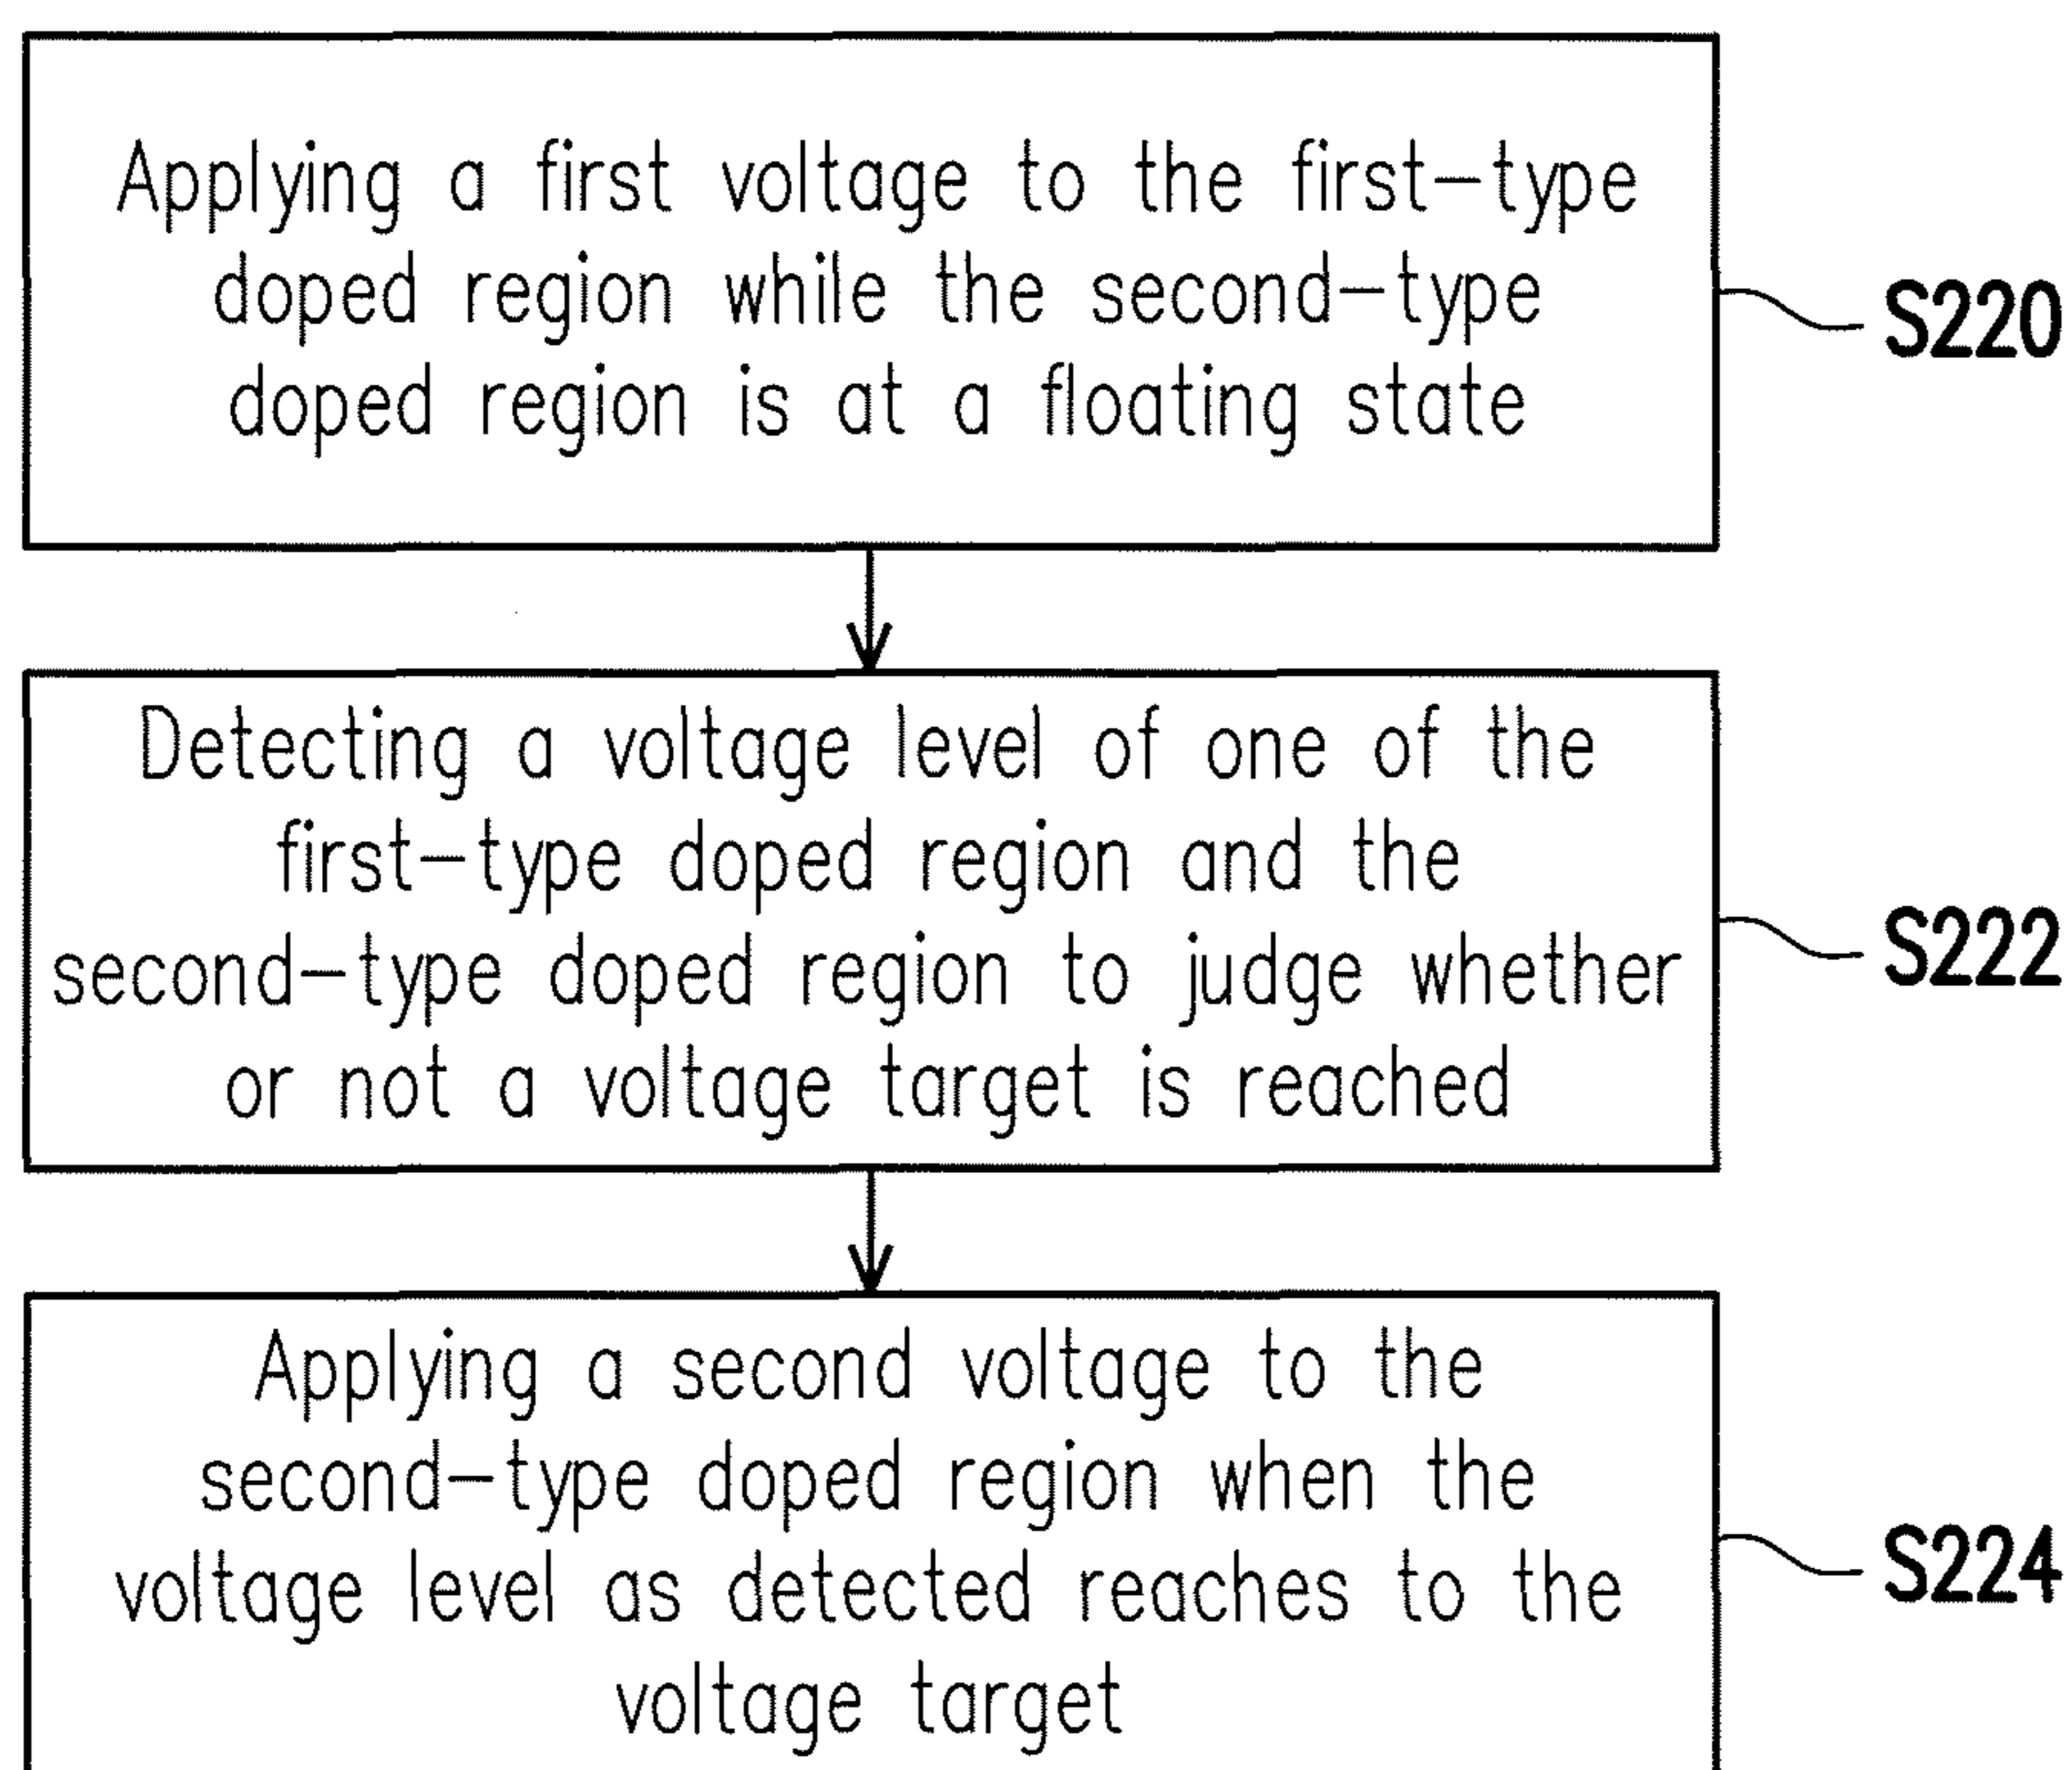 Applying a first voltage to the first-type
doped region while the second-type
doped region is at a floating state
S220
Detecting a voltage level of one of the
first-type doped region and the
second-type doped region to judge whether
or not a voltage target is reached
S222
Applying a second voltage to the
second-type doped region when the
voltage level as detected reaches to the
voltage target
S224